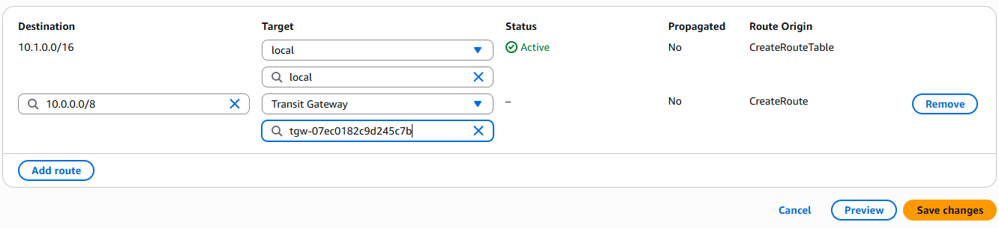 Destination Target Status Propagated Route Origin
10.1.0.0/16 local Active No CreateRouteTable
local
10.0.0.0/8 Transit Gateway – No CreateRoute Remove
tgw-07ec0182c9d245c7b
Add route
Cancel Preview Save changes